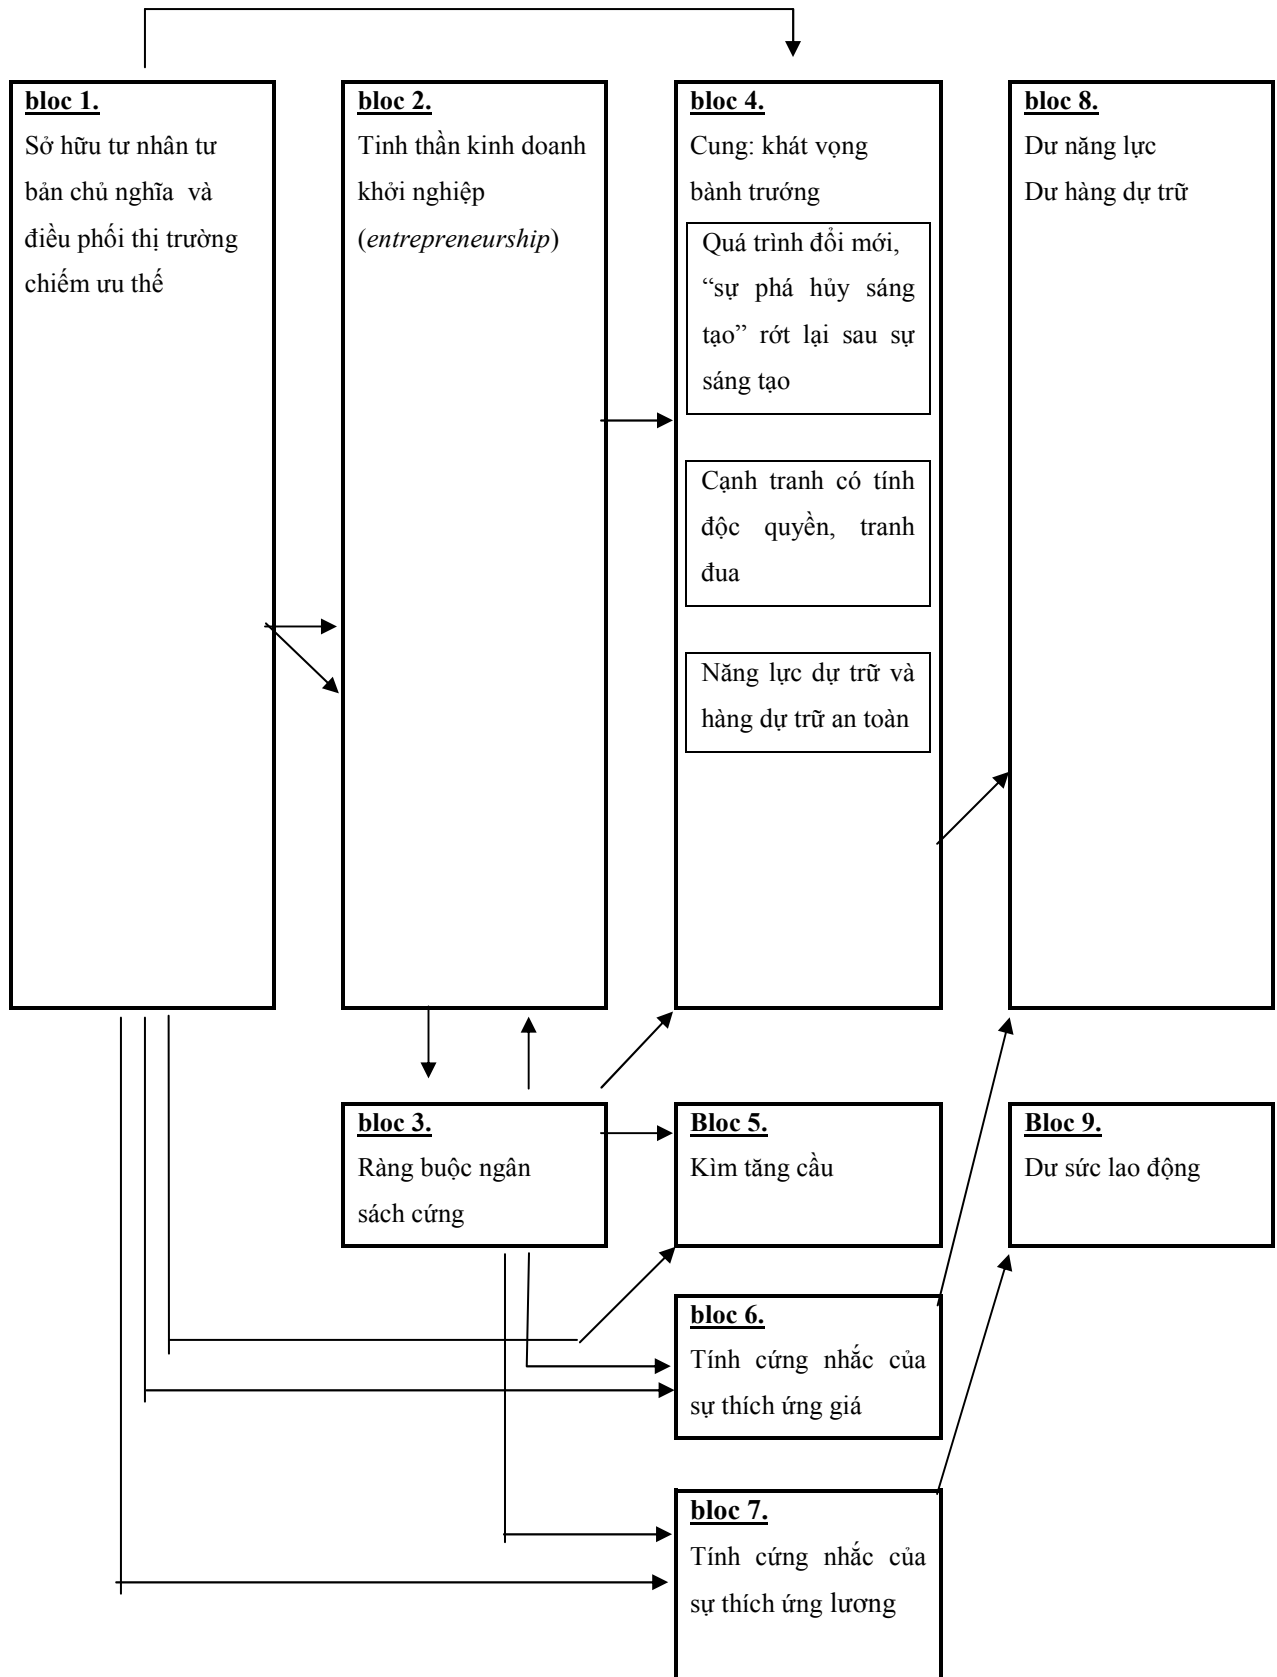 bloc 1.
Sở hữu tư nhân tư
bản chủ nghĩa và
điều phối thị trường
chiếm ưu thế
bloc 2.
Tinh thần kinh doanh
khởi nghiệp
(entrepreneurship)
bloc 4.
Cung: khát vọng
bành trướng
Quá trình đổi mới,
“sự phá hủy sáng
tạo” rớt lại sau sự
sáng tạo
Cạnh tranh có tính
độc quyền, tranh
đua
Năng lực dự trữ và
hàng dự trữ an toàn
bloc 8.
Dư năng lực
Dư hàng dự trữ
bloc 3.
Ràng buộc ngân
sách cứng
Bloc 5.
Kìm tăng cầu
Bloc 9.
Dư sức lao động
bloc 6.
Tính cứng nhắc của
sự thích ứng giá
bloc 7.
Tính cứng nhắc của
sự thích ứng lương